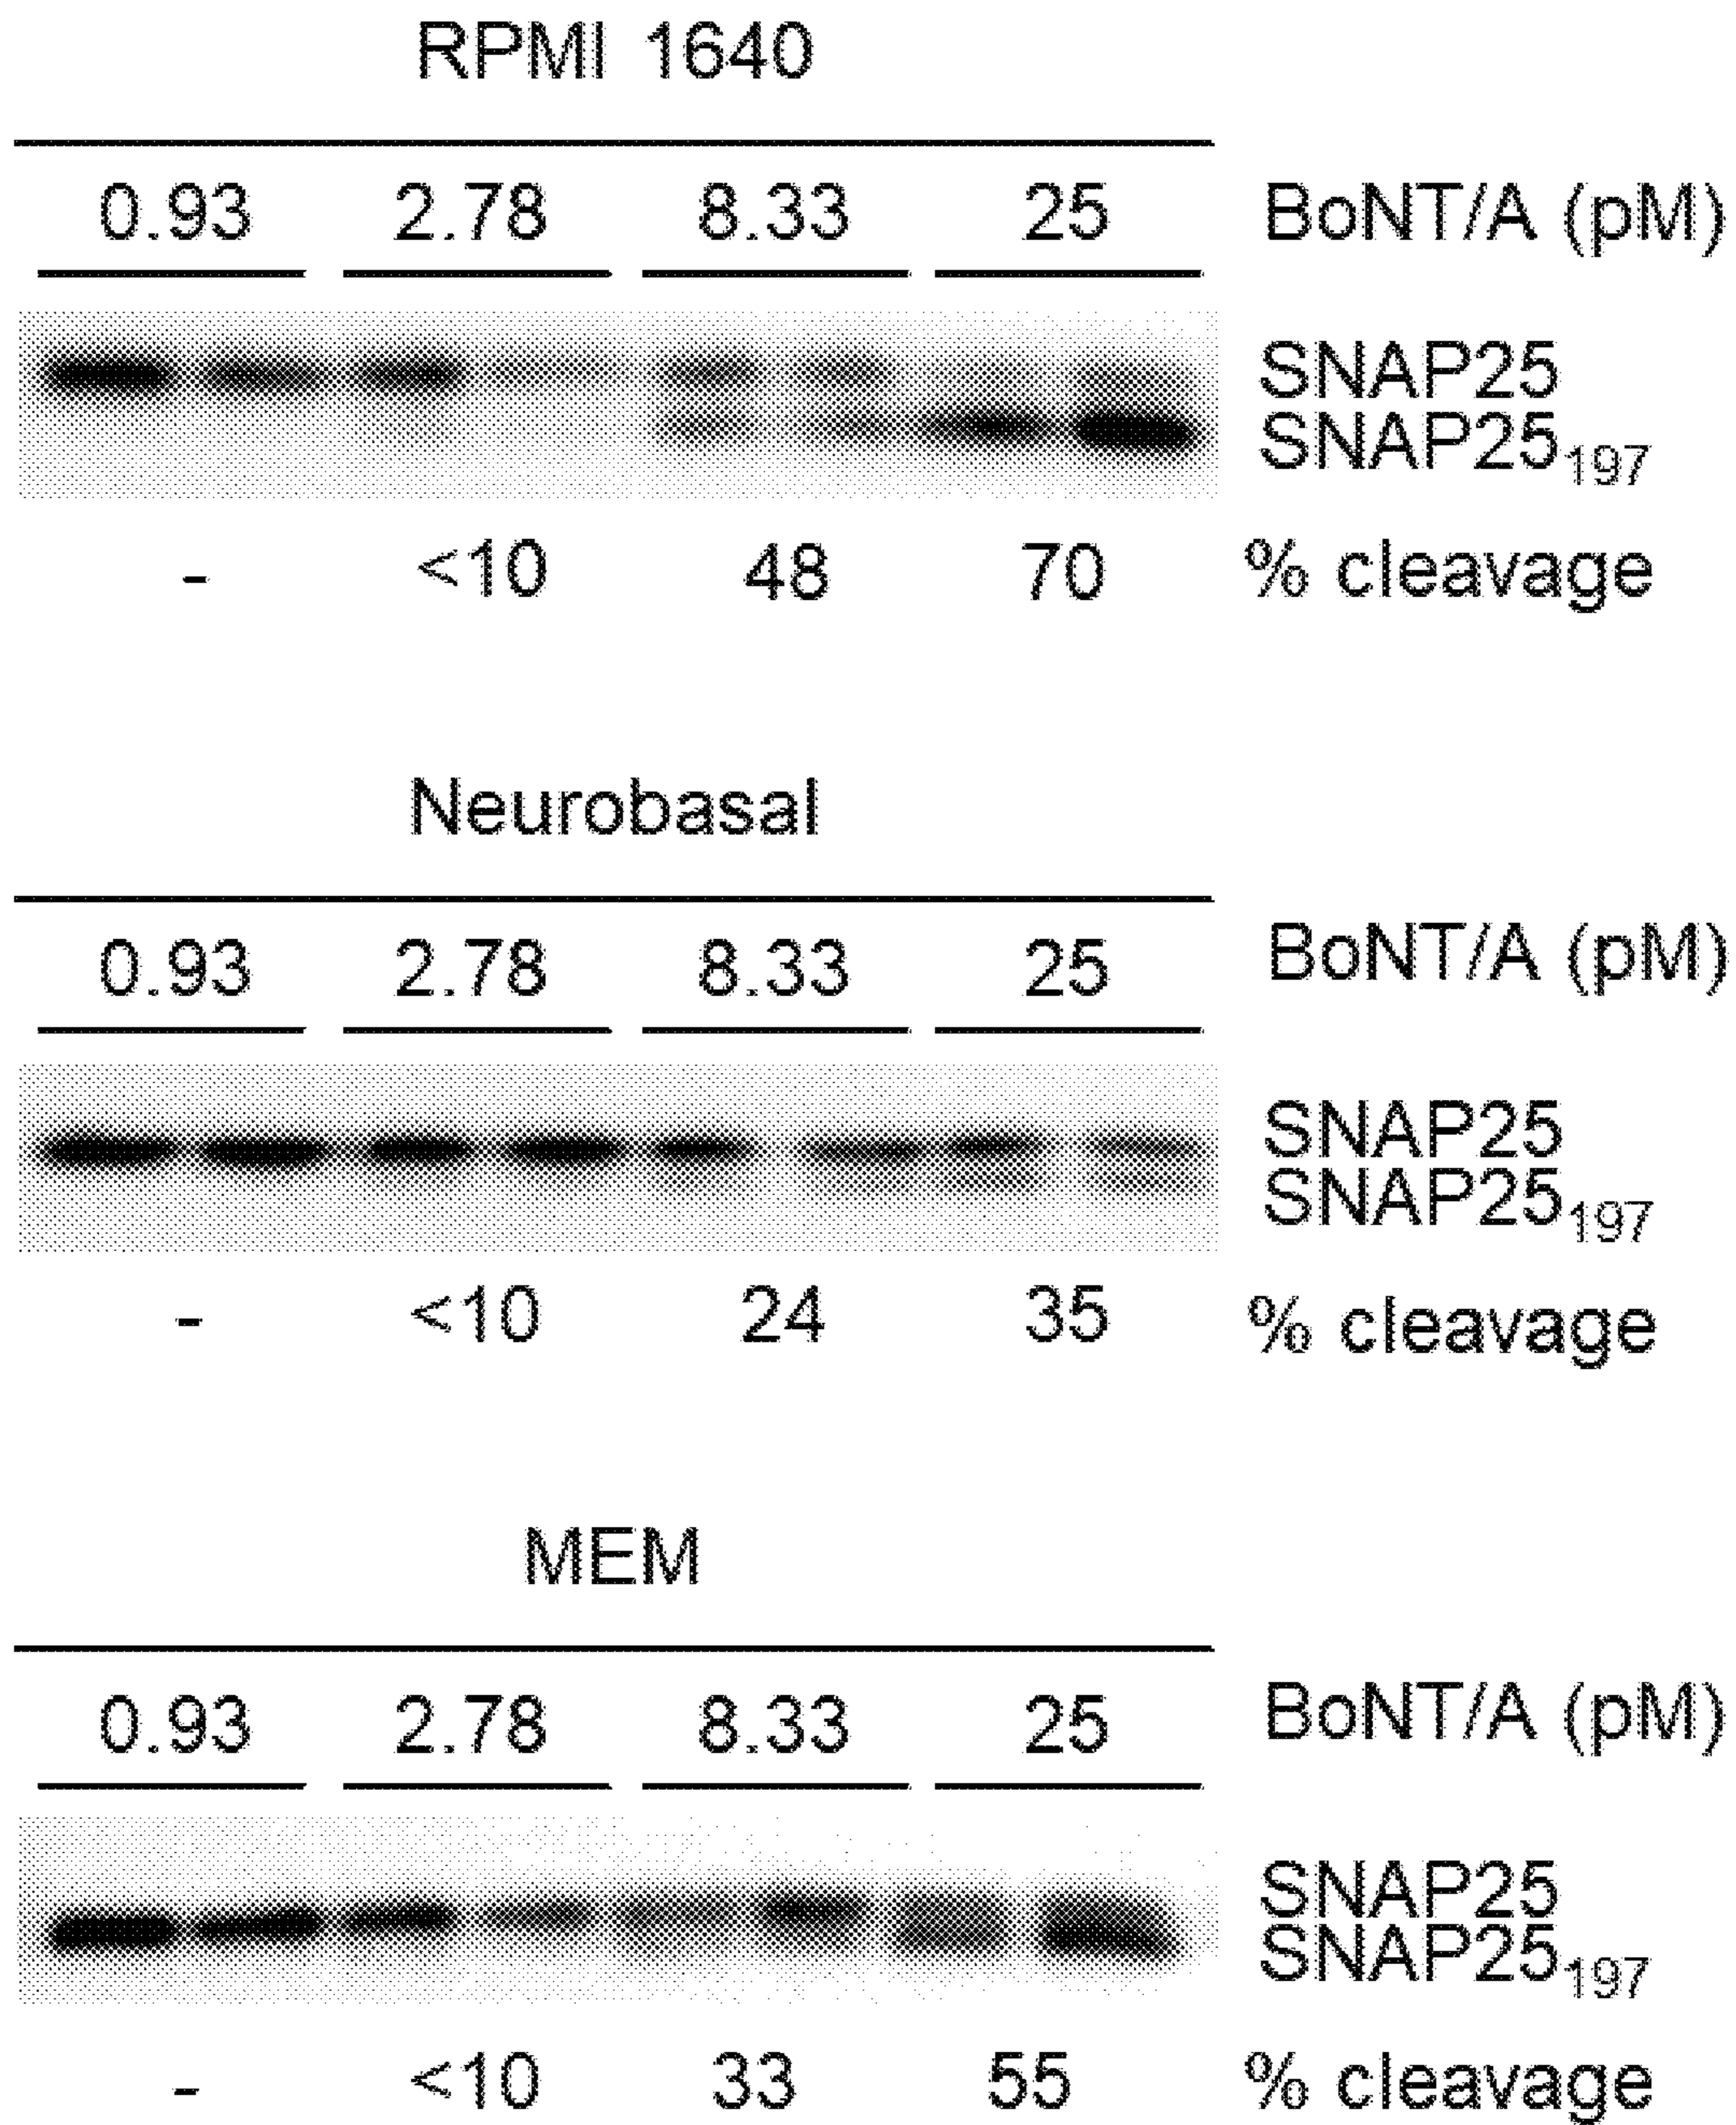 RPMI 1640
0.93 2.78 8.33 25 BoNT/A (pM)
SNAP25
SNAP25197
- <10 48 70 % cleavage
Neurobasal
0.93 2.78 8.33 25 BoNT/A (pM)
SNAP25
SNAP25197
- <10 24 35 % cleavage
MEM
0.93 2.78 8.33 25 BoNT/A (pM)
SNAP25
SNAP25197
- <10 33 55 % cleavage